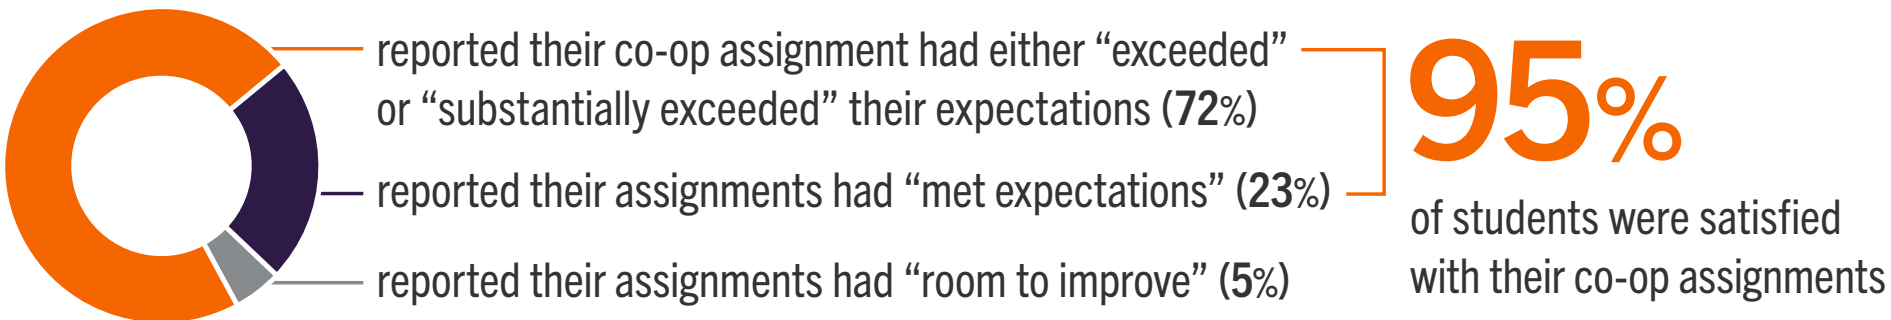 reported their co-op assignment had either “exceeded”
or “substantially exceeded” their expectations (72%)
reported their assignments had “met expectations” (23%)
reported their assignments had “room to improve” (5%)
95%
of students were satisfied
with their co-op assignments